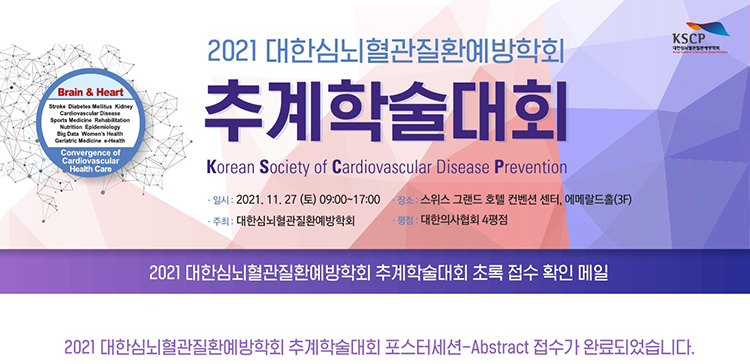 KSCP
대한심뇌혈관질환예방학회
2021 대한심뇌혈관질환예방학회
추계학술대회
Korean Society of Cardiovascular Disease Prevention
Brain & Heart
Stroke Diabetes Mellitus Kidney
Cardiovascular Disease
Sports Medicine Rehabilitation
Nutrition Epidemiology
Big Data Women's Health
Geriatric Medicine e-Health
Convergence of
Cardiovascular
Health Care
· 일시 : 2021. 11. 27 (토) 09:00~17:00 · 장소 : 스위스 그랜드 호텔 컨벤션 센터, 에메랄드홀(3F)
· 주최 : 대한심뇌혈관질환예방학회 · 평점 : 대한의사협회 4평점
2021 대한심뇌혈관질환예방학회 추계학술대회 초록 접수 확인 메일
2021 대한심뇌혈관질환예방학회 추계학술대회 포스터세션-Abstract 접수가 완료되었습니다.